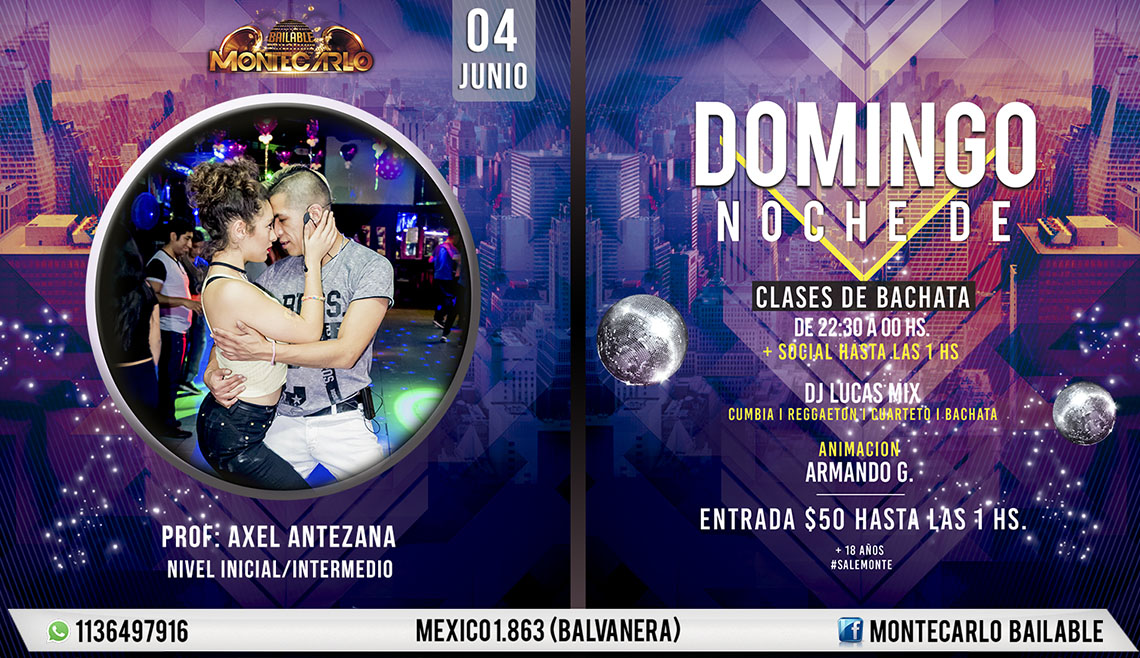 BAILABLE
MONTECARLO
04
JUNIO
PROF: AXEL ANTEZANA
NIVEL INICIAL/INTERMEDIO
DOMINGO
NOCHE DE
CLASES DE BACHATA
DE 22:30 A 00 HS.
+ SOCIAL HASTA LAS 1 HS
DJ LUCAS MIX
CUMBIA | REGGAETON | CUARTETO | BACHATA
ANIMACION
ARMANDO G.
ENTRADA $50 HASTA LAS 1 HS.
+ 18 AÑOS
#SALEMONTE
1136497916
MEXICO 1.863 (BALVANERA)
MONTECARLO BAILABLE